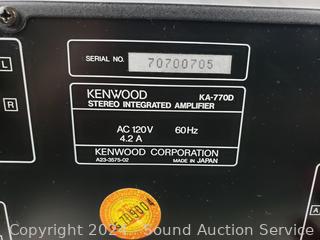 L
SERIAL NO. 70700705
R
KENWOOD KA-770D
STEREO INTEGRATED AMPLIFIER
AC 120V 60Hz
4.2 A
KENWOOD CORPORATION
A23-3575-02 MADE IN JAPAN
Copyright 2024 - Sound Auction Service